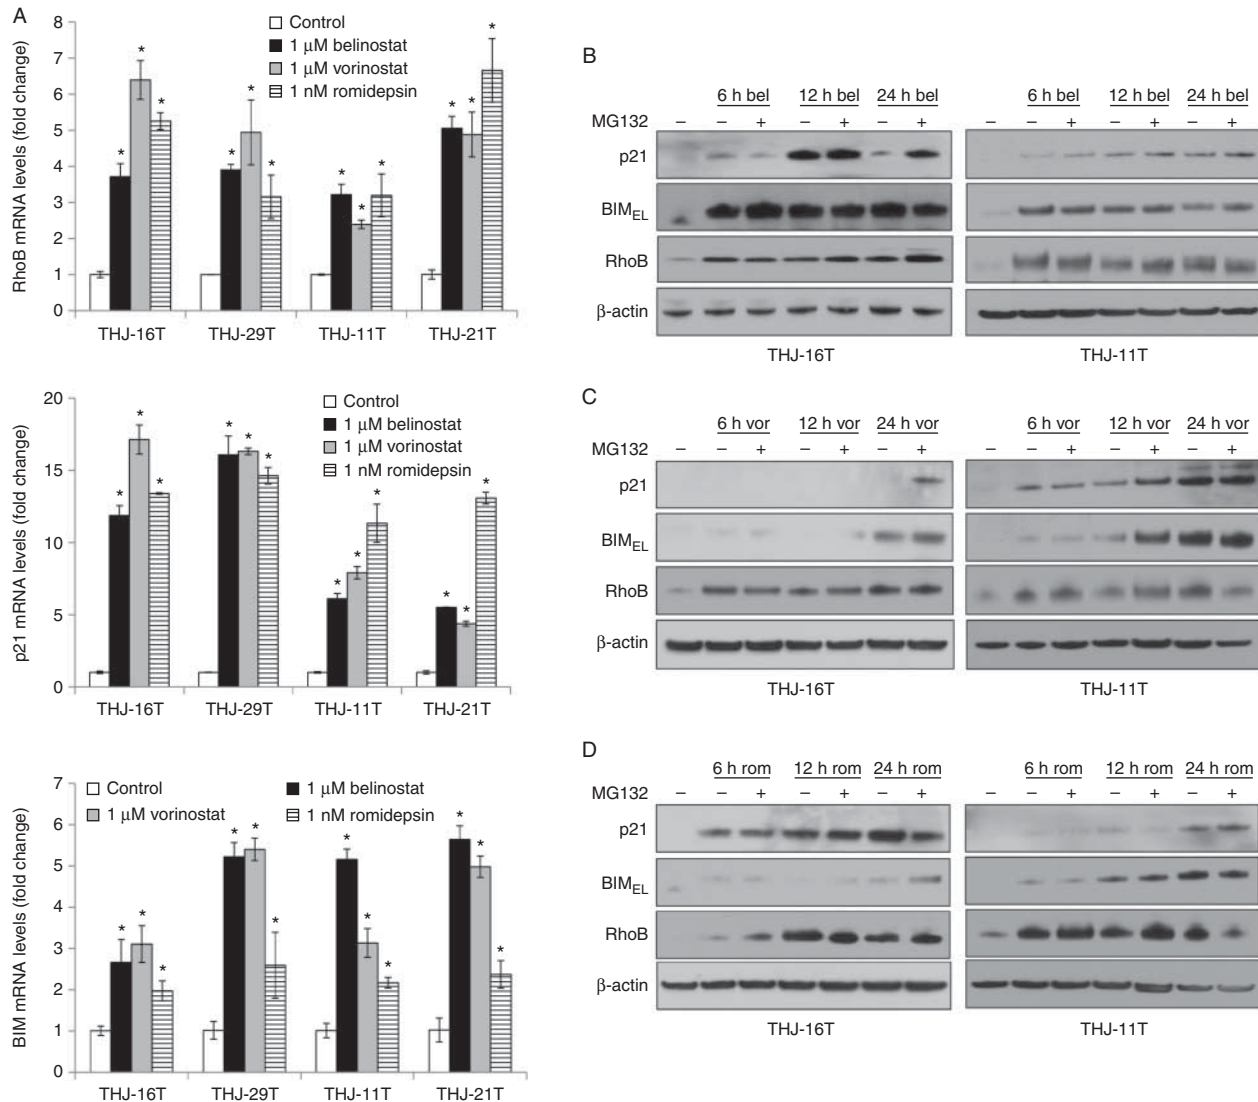 A
RhoB mRNA levels (fold change)
8
7
6
5
4
3
2
1
0
Control
1 μM belinostat
1 μM vorinostat
1 nM romidepsin
* * * * * * * * * * * *
THJ-16T THJ-29T THJ-11T THJ-21T
p21 mRNA levels (fold change)
20
15
10
5
0
Control
1 μM belinostat
1 μM vorinostat
1 nM romidepsin
* * * * * * * * * * * *
THJ-16T THJ-29T THJ-11T THJ-21T
BIM mRNA levels (fold change)
7
6
5
4
3
2
1
0
Control 1 μM belinostat
1 μM vorinostat 1 nM romidepsin
* * * * * * * * * * * *
THJ-16T THJ-29T THJ-11T THJ-21T
B
6 h bel 12 h bel 24 h bel 6 h bel 12 h bel 24 h bel
MG132 – – + – + – + – – + – + – +
p21
BIMEL
RhoB
β-actin
THJ-16T THJ-11T
C
6 h vor 12 h vor 24 h vor 6 h vor 12 h vor 24 h vor
MG132 – – + – + – + – – + – + – +
p21
BIMEL
RhoB
β-actin
THJ-16T THJ-11T
D
6 h rom 12 h rom 24 h rom 6 h rom 12 h rom 24 h rom
MG132 – – + – + – + – – + – + – +
p21
BIMEL
RhoB
β-actin
THJ-16T THJ-11T